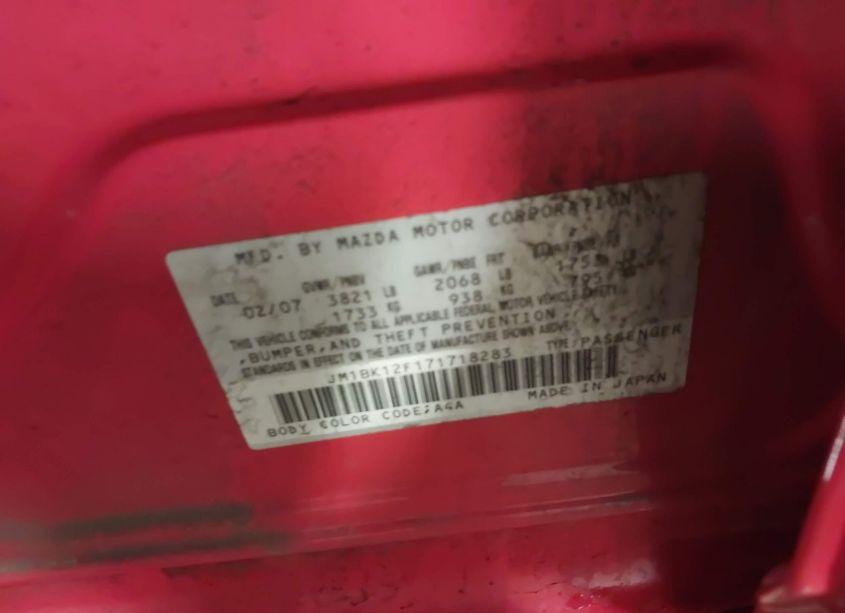 MFD. BY MAZDA MOTOR CORPORATION
DATE GVWR/PNBV GAWR/PNBE FRT
02/07 3821 LB 2068 LB 1753
1733 KG 938 KG 795
THIS VEHICLE CONFORMS TO ALL APPLICABLE FEDERAL MOTOR VEHICLE SAFETY,
,BUMPER,AND THEFT PREVENTION
STANDARDS IN EFFECT ON THE DATE OF MANUFACTURE SHOWN ABOVE.
JM1BK12F171718283 TYPE/PASSENGER
BODY COLOR CODE;A4A MADE IN JAPAN